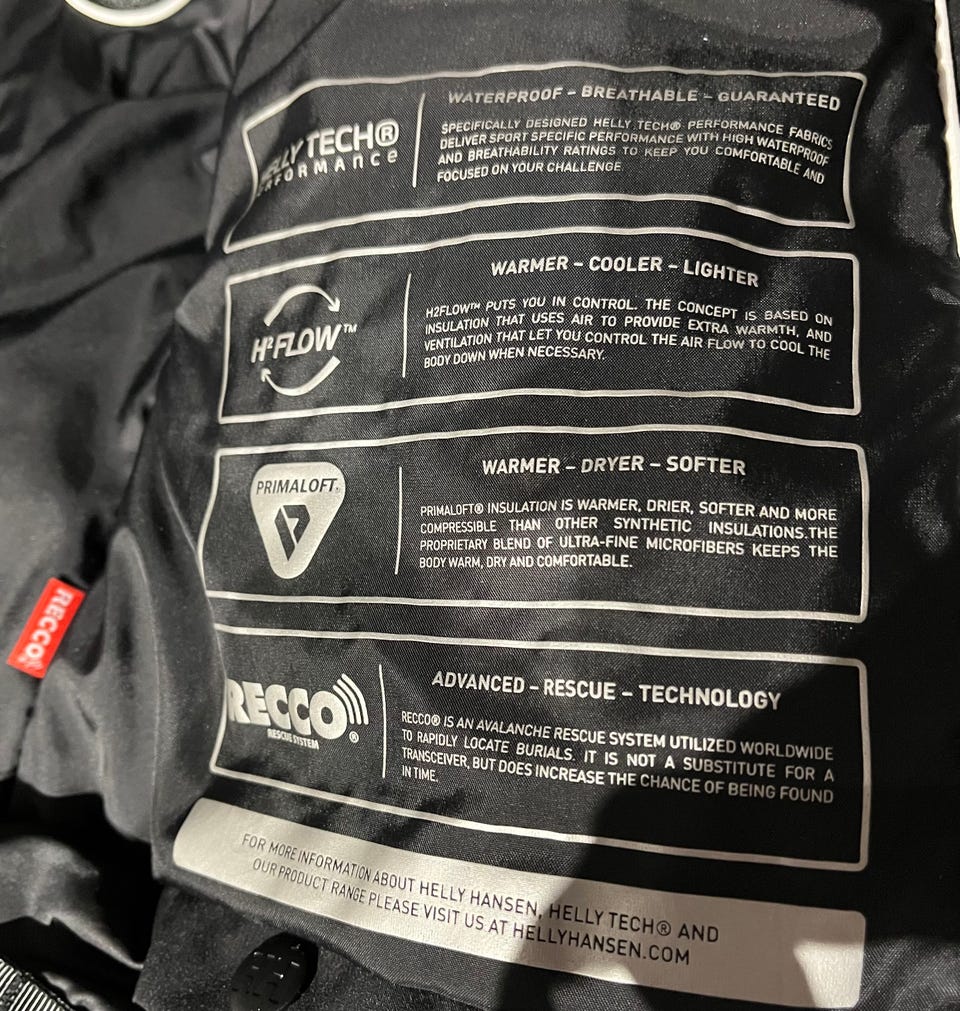 HELLY TECH®
PERFORMANCE
WATERPROOF – BREATHABLE – GUARANTEED
SPECIFICALLY DESIGNED HELLY TECH® PERFORMANCE FABRICS
DELIVER SPORT SPECIFIC PERFORMANCE WITH HIGH WATERPROOF
AND BREATHABILITY RATINGS TO KEEP YOU COMFORTABLE AND
FOCUSED ON YOUR CHALLENGE
H²FLOW™
WARMER – COOLER – LIGHTER
H2FLOW™ PUTS YOU IN CONTROL. THE CONCEPT IS BASED ON
INSULATION THAT USES AIR TO PROVIDE EXTRA WARMTH, AND
VENTILATION THAT LET YOU CONTROL THE AIR FLOW TO COOL THE
BODY DOWN WHEN NECESSARY.
PRIMALOFT®
WARMER – DRYER – SOFTER
PRIMALOFT® INSULATION IS WARMER, DRIER, SOFTER AND MORE
COMPRESSIBLE THAN OTHER SYNTHETIC INSULATIONS.THE
PROPRIETARY BLEND OF ULTRA-FINE MICROFIBERS KEEPS THE
BODY WARM, DRY AND COMFORTABLE.
RECCO®
RECCO®
RESCUE SYSTEM
ADVANCED – RESCUE – TECHNOLOGY
RECCO® IS AN AVALANCHE RESCUE SYSTEM UTILIZED WORLDWIDE
TO RAPIDLY LOCATE BURIALS. IT IS NOT A SUBSTITUTE FOR A
TRANSCEIVER, BUT DOES INCREASE THE CHANCE OF BEING FOUND
IN TIME.
FOR MORE INFORMATION ABOUT HELLY HANSEN, HELLY TECH® AND
OUR PRODUCT RANGE PLEASE VISIT US AT HELLYHANSEN.COM
HH